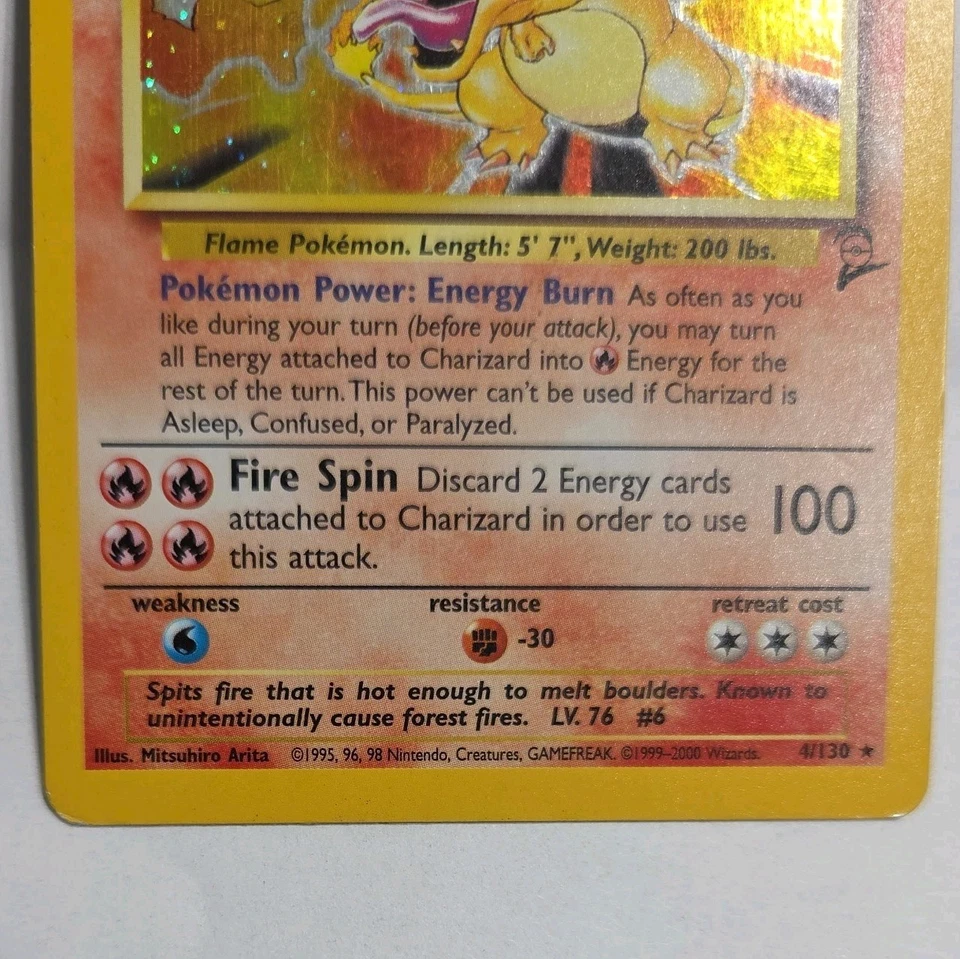 Flame Pokémon. Length: 5' 7", Weight: 200 lbs.
Pokémon Power: Energy Burn As often as you
like during your turn (before your attack), you may turn
all Energy attached to Charizard into Energy for the
rest of the turn. This power can't be used if Charizard is
Asleep, Confused, or Paralyzed.
Fire Spin Discard 2 Energy cards
attached to Charizard in order to use 100
this attack.
weakness resistance retreat cost
-30
Spits fire that is hot enough to melt boulders. Known to
unintentionally cause forest fires. LV. 76 #6
Illus. Mitsuhiro Arita ©1995, 96, 98 Nintendo, Creatures, GAMEFREAK. ©1999–2000 Wizards. 4/130 ★